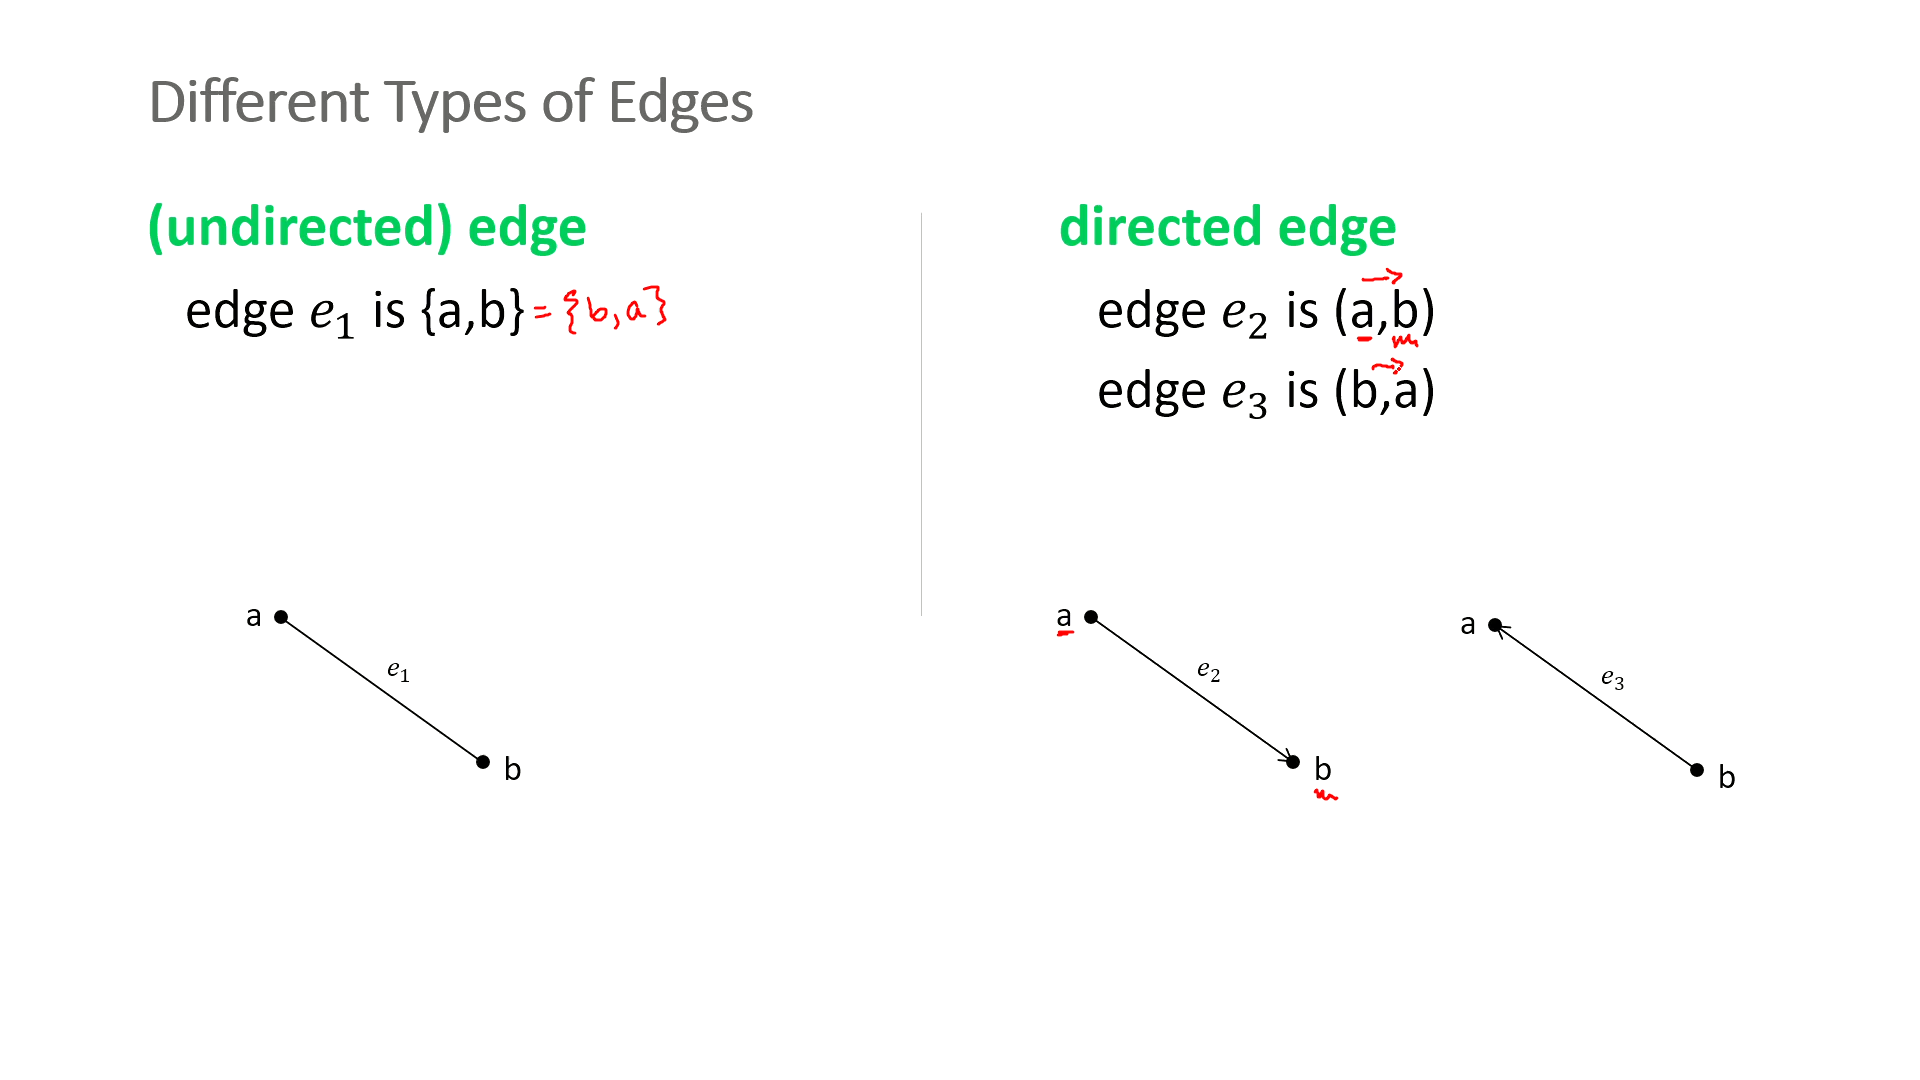 Different Types of Edges
(undirected) edge
edge e₁ is {a,b} = {b,a}
directed edge
edge e₂ is (a,b)
edge e₃ is (b,a)
a
e₁
b
a
e₂
b
a
e₃
b